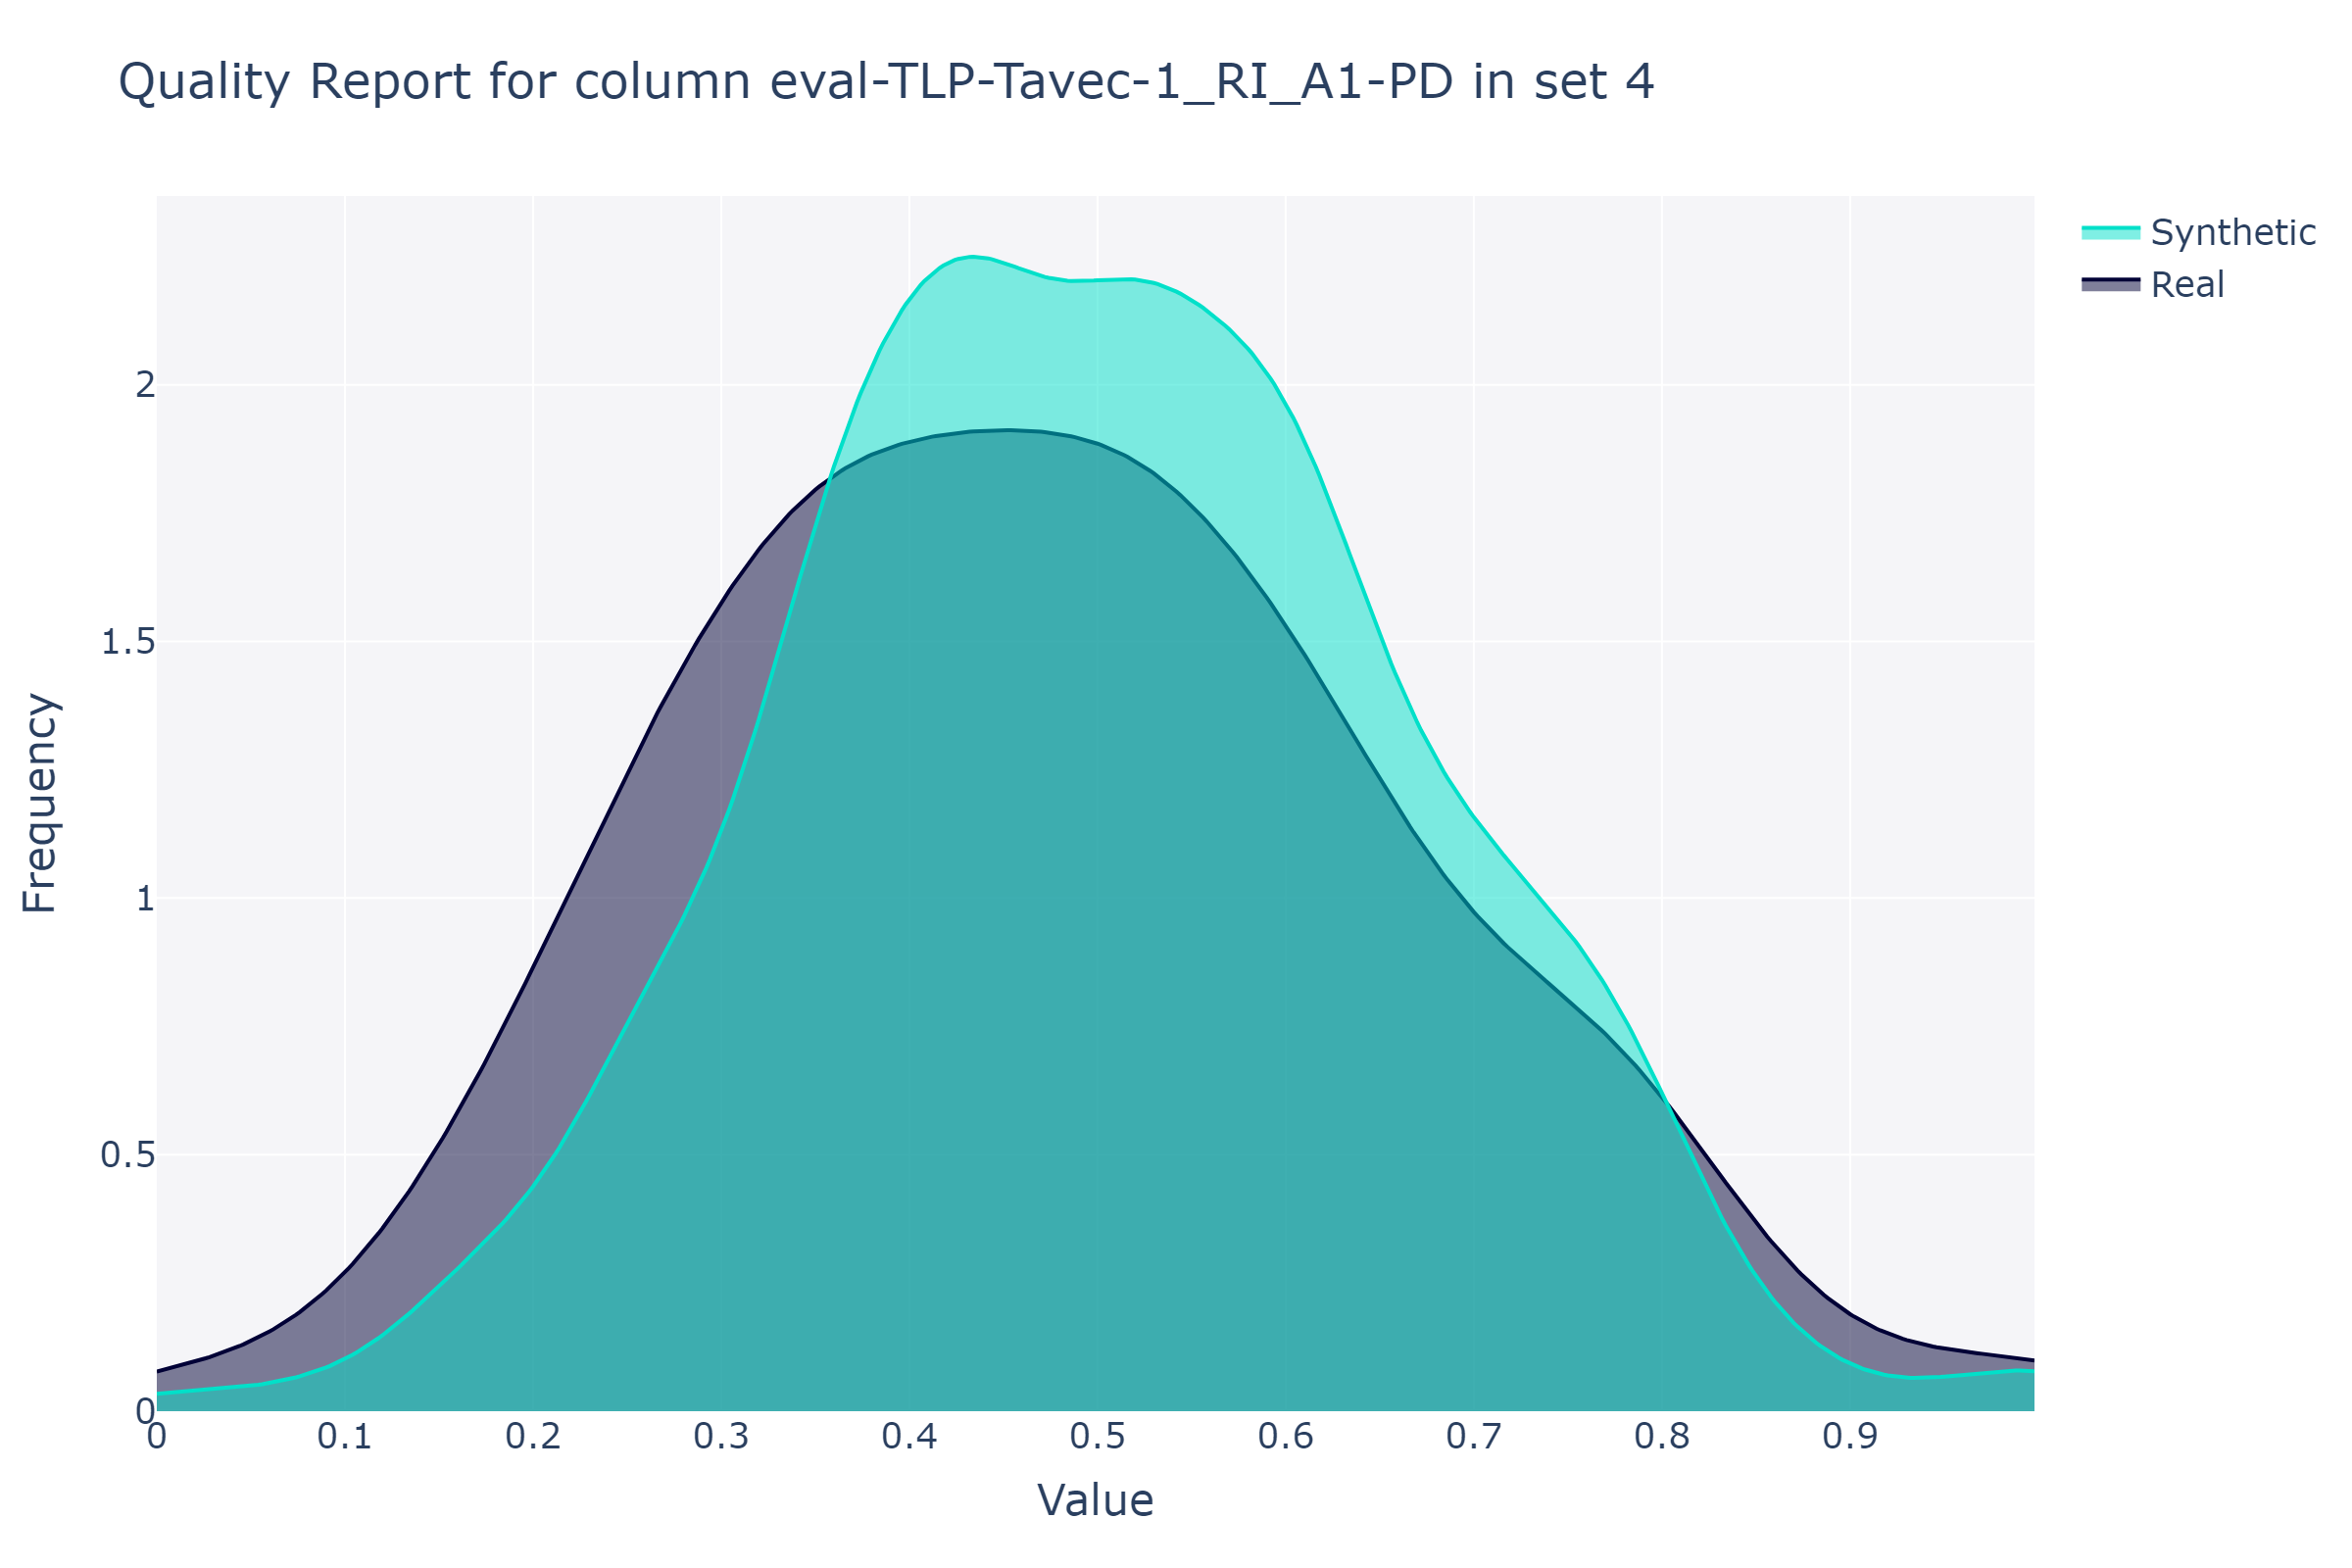 Quality Report for column eval-TLP-Tavec-1_RI_A1-PD in set 4
Synthetic
Real
Frequency
2
1.5
1
0.5
0
0 0.1 0.2 0.3 0.4 0.5 0.6 0.7 0.8 0.9
Value